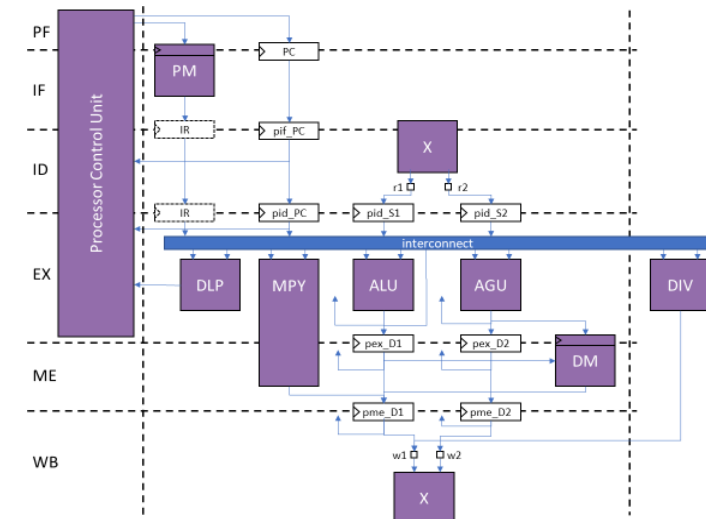 PF
PC
PM
IF
Processor Control Unit
IR
pif_PC
X
ID
r1
r2
IR
pid_PC
pid_S1
pid_S2
interconnect
EX
DLP
MPY
ALU
AGU
DIV
pex_D1
pex_D2
DM
ME
pme_D1
pme_D2
WB
w1
w2
X